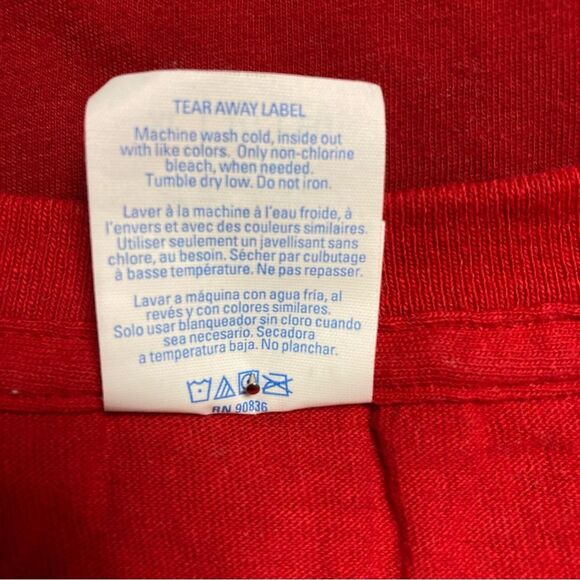 TEAR AWAY LABEL
Machine wash cold, inside out
with like colors. Only non-chlorine
bleach, when needed.
Tumble dry low. Do not iron.
Laver à la machine à l'eau froide, à
l'envers et avec des couleurs similaires.
Utiliser seulement un javellisant sans
chlore, au besoin. Sécher par culbutage
à basse température. Ne pas repasser.
Lavar a máquina con agua fría, al
revés y con colores similares.
Solo usar blanqueador sin cloro cuando
sea necesario. Secadora
a temperatura baja. No planchar.
RN 90836